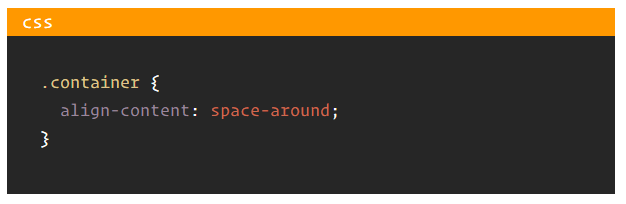 css
.container {
  align-content: space-around;
}